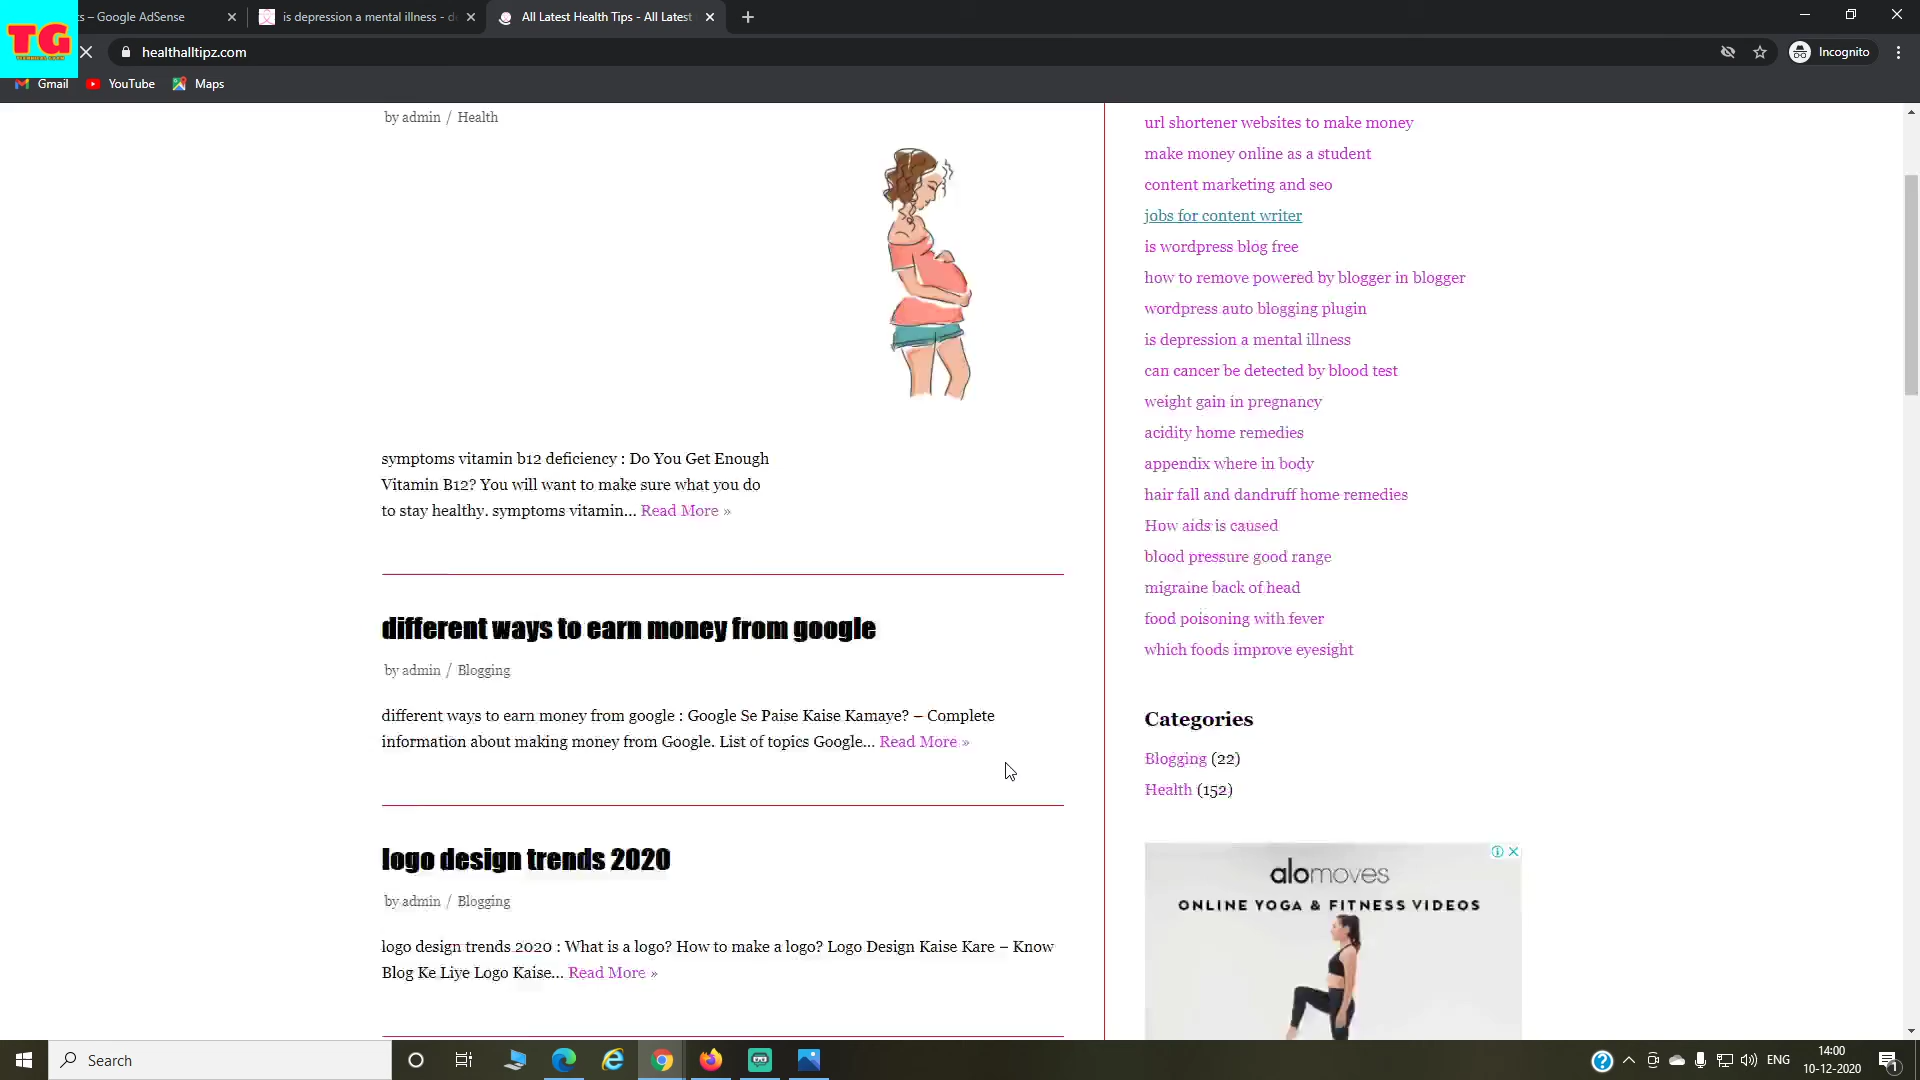 TG
s – Google AdSense
is depression a mental illness - d
All Latest Health Tips - All Latest
healthalltipz.com
Incognito
Gmail
YouTube
Maps
by admin / Health
symptoms vitamin b12 deficiency : Do You Get Enough
Vitamin B12? You will want to make sure what you do
to stay healthy. symptoms vitamin... Read More »
different ways to earn money from google
by admin / Blogging
different ways to earn money from google : Google Se Paise Kaise Kamaye? – Complete
information about making money from Google. List of topics Google... Read More »
logo design trends 2020
by admin / Blogging
logo design trends 2020 : What is a logo? How to make a logo? Logo Design Kaise Kare – Know
Blog Ke Liye Logo Kaise... Read More »
url shortener websites to make money
make money online as a student
content marketing and seo
jobs for content writer
is wordpress blog free
how to remove powered by blogger in blogger
wordpress auto blogging plugin
is depression a mental illness
can cancer be detected by blood test
weight gain in pregnancy
acidity home remedies
appendix where in body
hair fall and dandruff home remedies
How aids is caused
blood pressure good range
migraine back of head
food poisoning with fever
which foods improve eyesight
Categories
Blogging (22)
Health (152)
alomoves
ONLINE YOGA & FITNESS VIDEOS
Search
ENG
14:00
10-12-2020
1